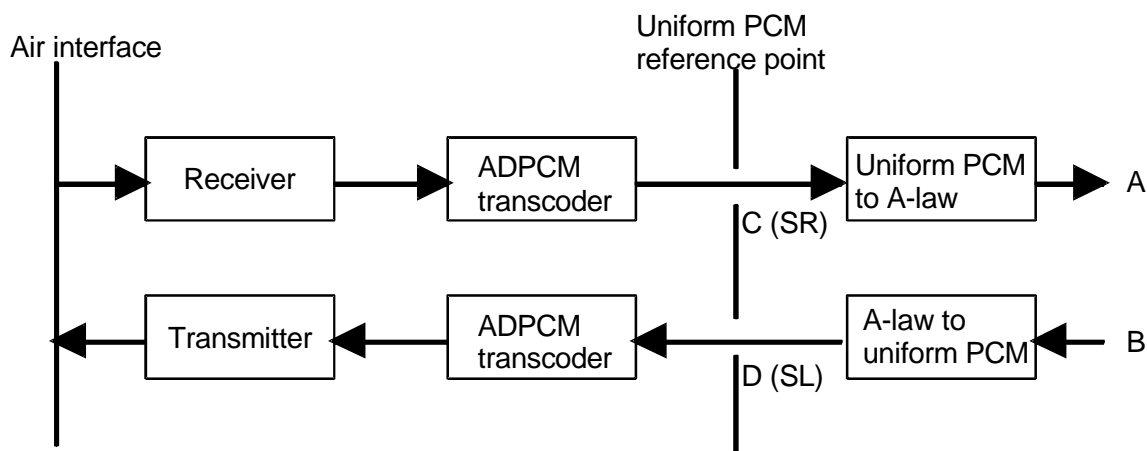 Air interface
Uniform PCM
reference point
Receiver
ADPCM
transcoder
Uniform PCM
to A-law
A
C (SR)
Transmitter
ADPCM
transcoder
A-law to
uniform PCM
B
D (SL)